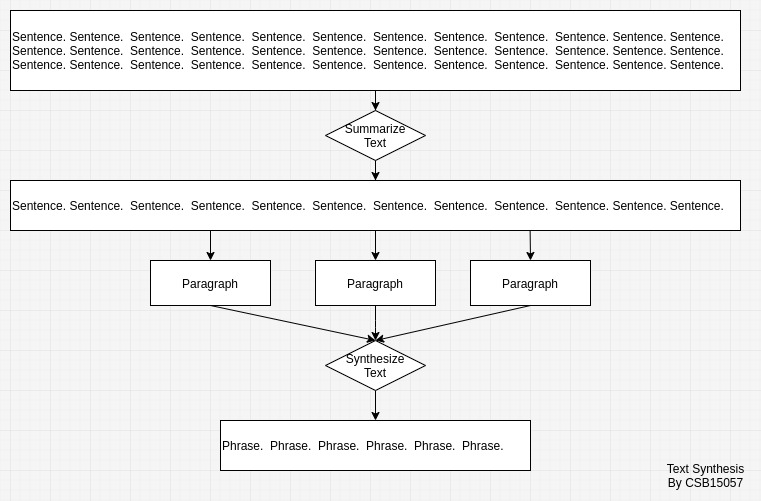 Sentence. Sentence. Sentence. Sentence. Sentence. Sentence. Sentence. Sentence. Sentence. Sentence. Sentence. Sentence.
Sentence. Sentence. Sentence. Sentence. Sentence. Sentence. Sentence. Sentence. Sentence. Sentence. Sentence. Sentence.
Sentence. Sentence. Sentence. Sentence. Sentence. Sentence. Sentence. Sentence. Sentence. Sentence. Sentence. Sentence.
Summarize
Text
Sentence. Sentence. Sentence. Sentence. Sentence. Sentence. Sentence. Sentence. Sentence. Sentence. Sentence. Sentence.
Paragraph
Paragraph
Paragraph
Synthesize
Text
Phrase. Phrase. Phrase. Phrase. Phrase. Phrase.
Text Synthesis
By CSB15057